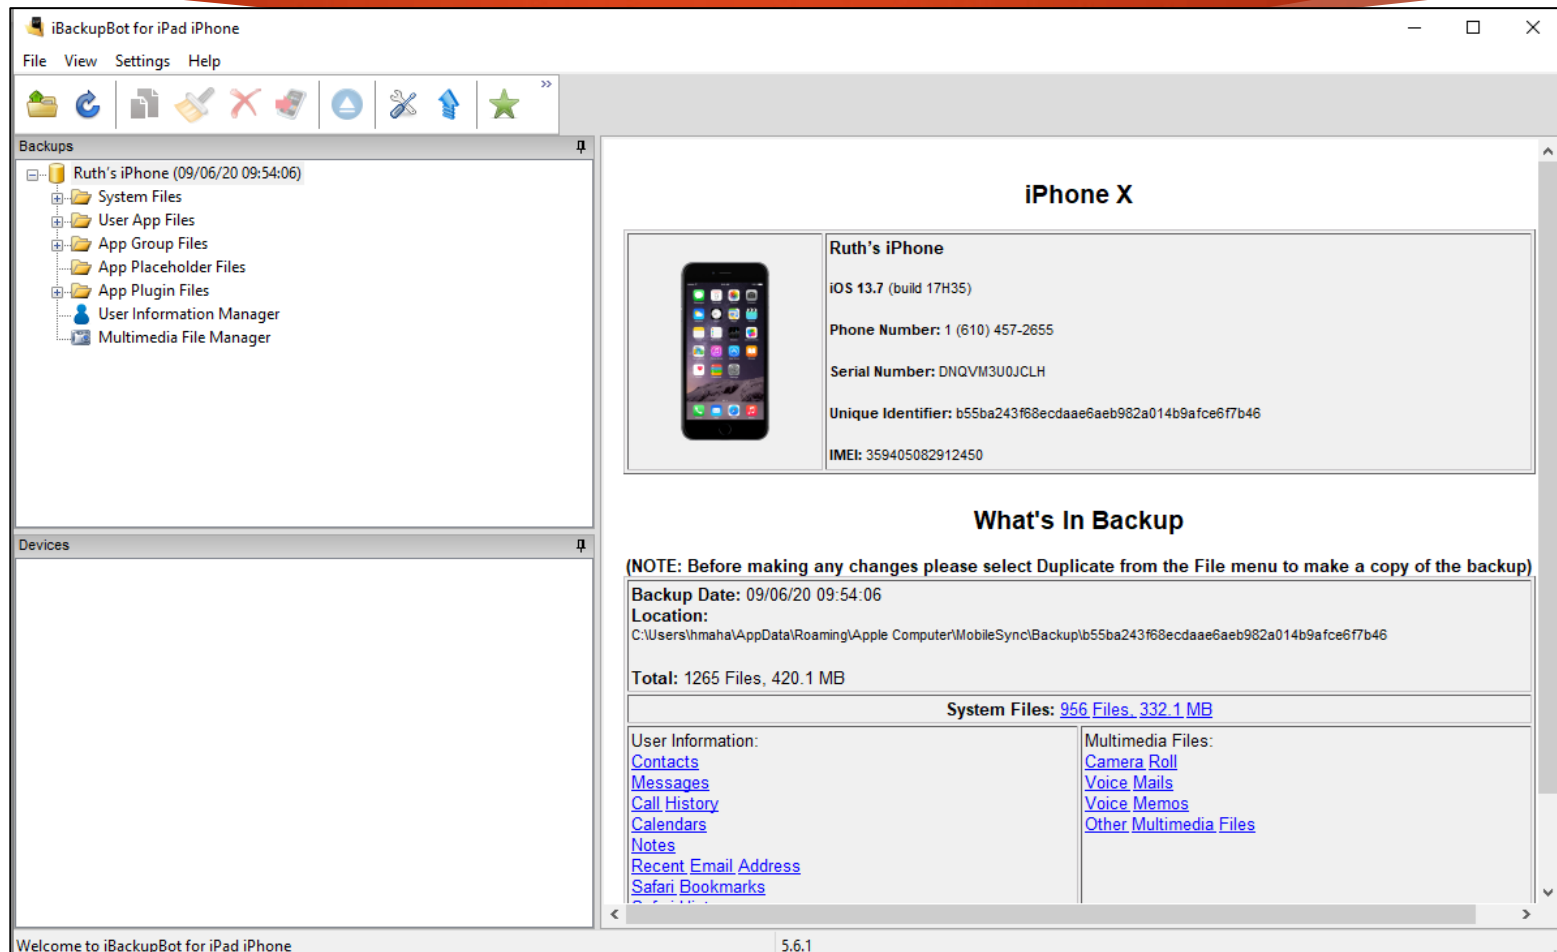 iBackupBot for iPad iPhone
File View Settings Help
»
Backups
Ruth's iPhone (09/06/20 09:54:06)
System Files
User App Files
App Group Files
App Placeholder Files
App Plugin Files
User Information Manager
Multimedia File Manager
Devices
iPhone X
Ruth's iPhone
iOS 13.7 (build 17H35)
Phone Number: 1 (610) 457-2655
Serial Number: DNQVM3U0JCLH
Unique Identifier: b55ba243f68ecdaae6aeb982a014b9afce6f7b46
IMEI: 359405082912450
What's In Backup
(NOTE: Before making any changes please select Duplicate from the File menu to make a copy of the backup)
Backup Date: 09/06/20 09:54:06
Location:
C:\Users\hmaha\AppData\Roaming\Apple Computer\MobileSync\Backup\b55ba243f68ecdaae6aeb982a014b9afce6f7b46
Total: 1265 Files, 420.1 MB
System Files: 956 Files, 332.1 MB
User Information:
Contacts
Messages
Call History
Calendars
Notes
Recent Email Address
Safari Bookmarks
Multimedia Files:
Camera Roll
Voice Mails
Voice Memos
Other Multimedia Files
Welcome to iBackupBot for iPad iPhone
5.6.1